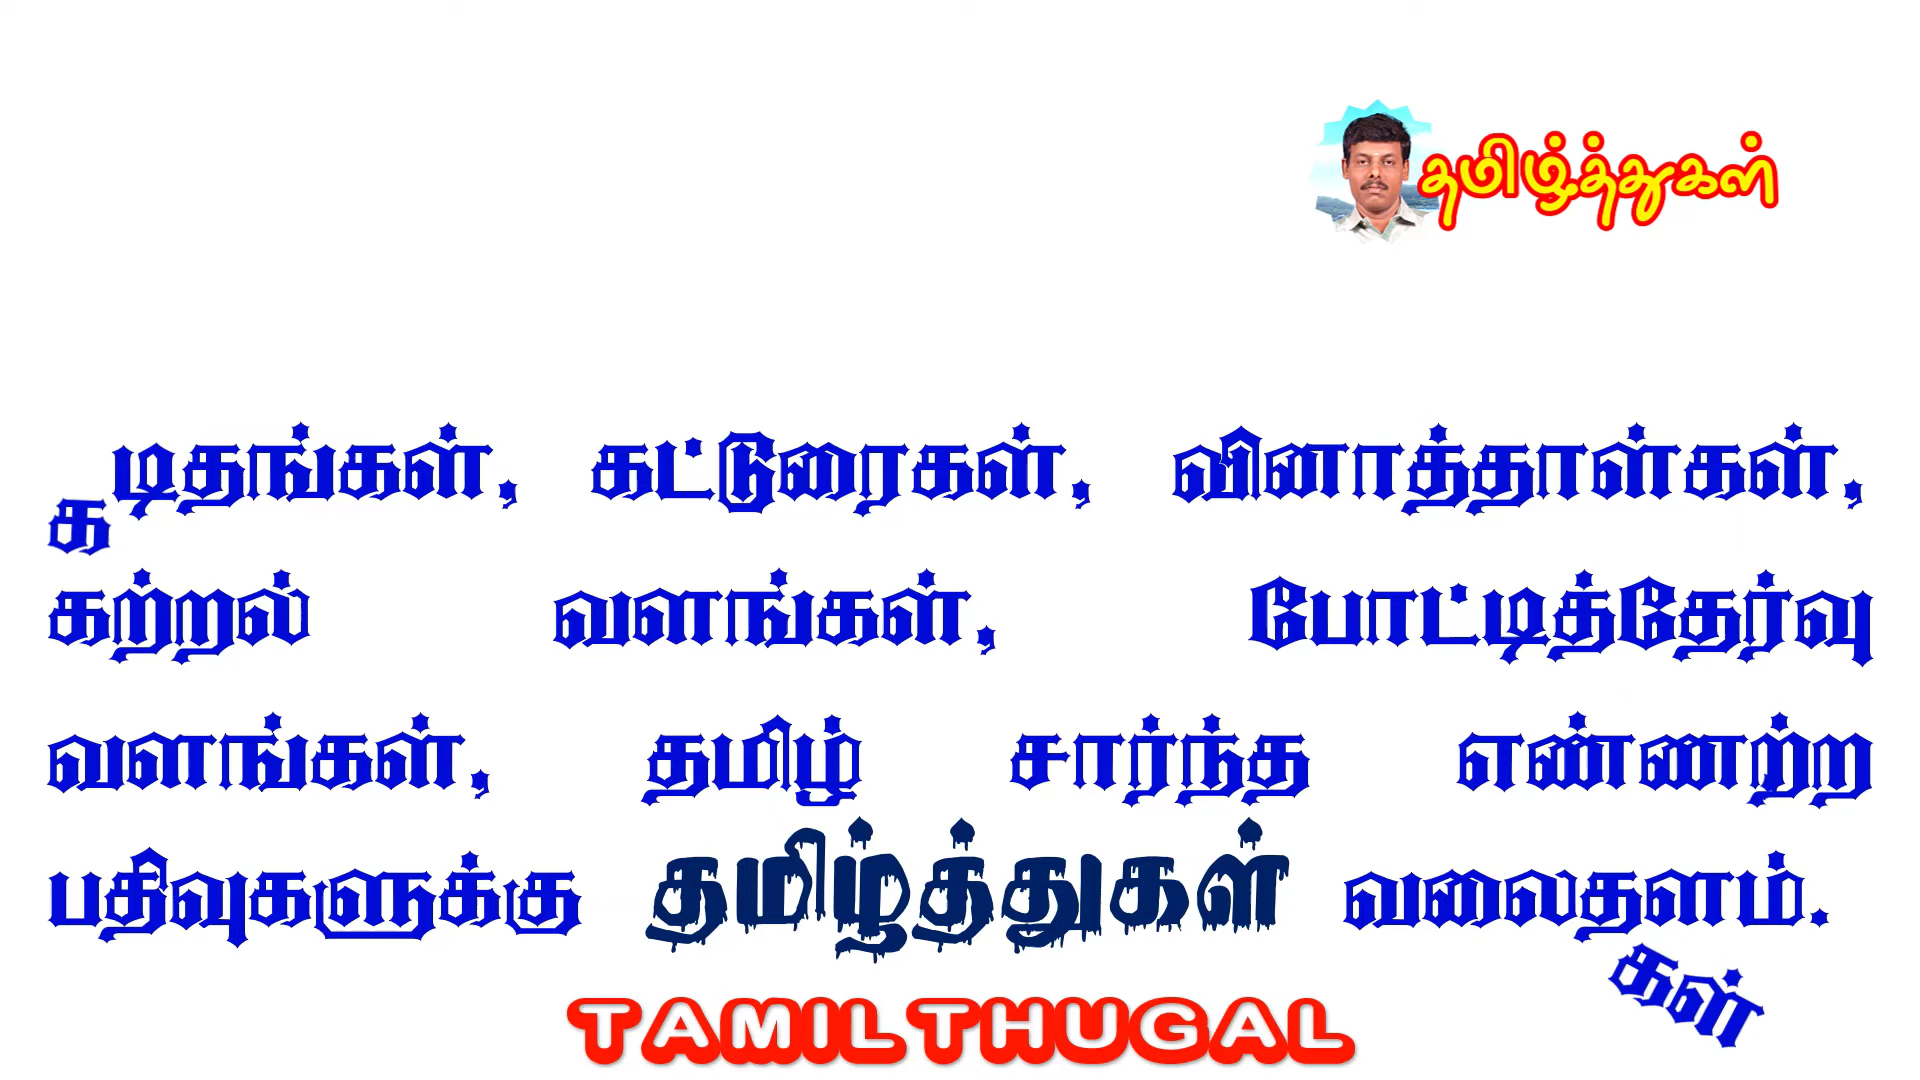 தமிழ்த்துகள்
கடிதங்கள், கட்டுரைகள், வினாத்தாள்கள்,
கற்றல் வளங்கள், போட்டித்தேர்வு
வளங்கள், தமிழ் சார்ந்த எண்ணற்ற
பதிவுகளுக்கு தமிழ்த்துகள் வலைதளம்.
கள்
TAMILTHUGAL